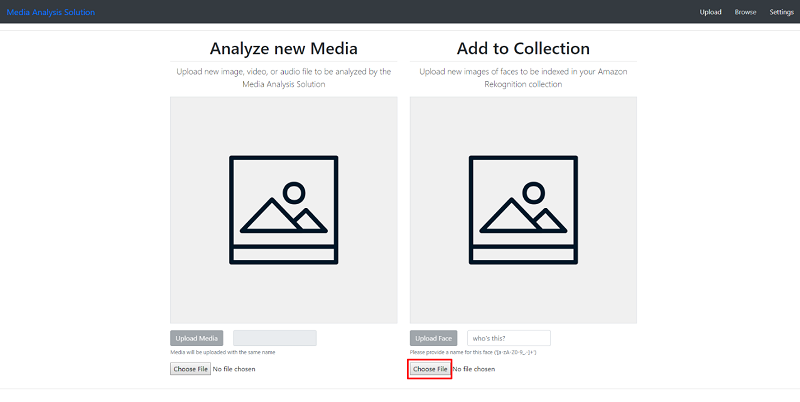 Media Analysis Solution
Upload Browse Settings
Analyze new Media
Upload new image, video, or audio file to be analyzed by the
Media Analysis Solution
Upload Media
Media will be uploaded with the same name
Choose File No file chosen
Add to Collection
Upload new images of faces to be indexed in your Amazon
Rekognition collection
Upload Face who's this?
Please provide a name for this face
Choose File No file chosen